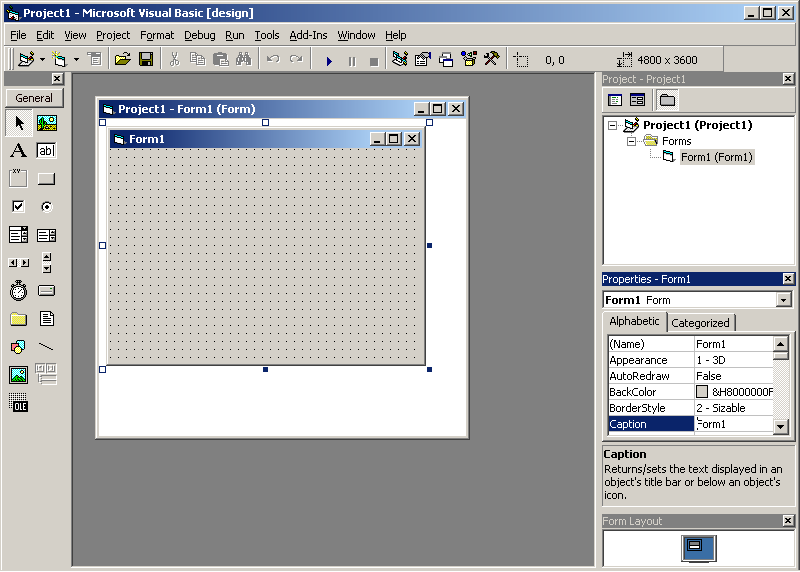 Project1 - Microsoft Visual Basic [design]
File Edit View Project Format Debug Run Tools Add-Ins Window Help
0, 0 4800 x 3600
General
A ab|
xv
OLE
Project1 - Form1 (Form)
Form1
Project - Project1
Project1 (Project1)
Forms
Form1 (Form1)
Properties - Form1
Form1 Form
Alphabetic Categorized
(Name) Form1
Appearance 1 - 3D
AutoRedraw False
BackColor &H8000000F
BorderStyle 2 - Sizable
Caption Form1
Caption
Returns/sets the text displayed in an
object's title bar or below an object's
icon.
Form Layout